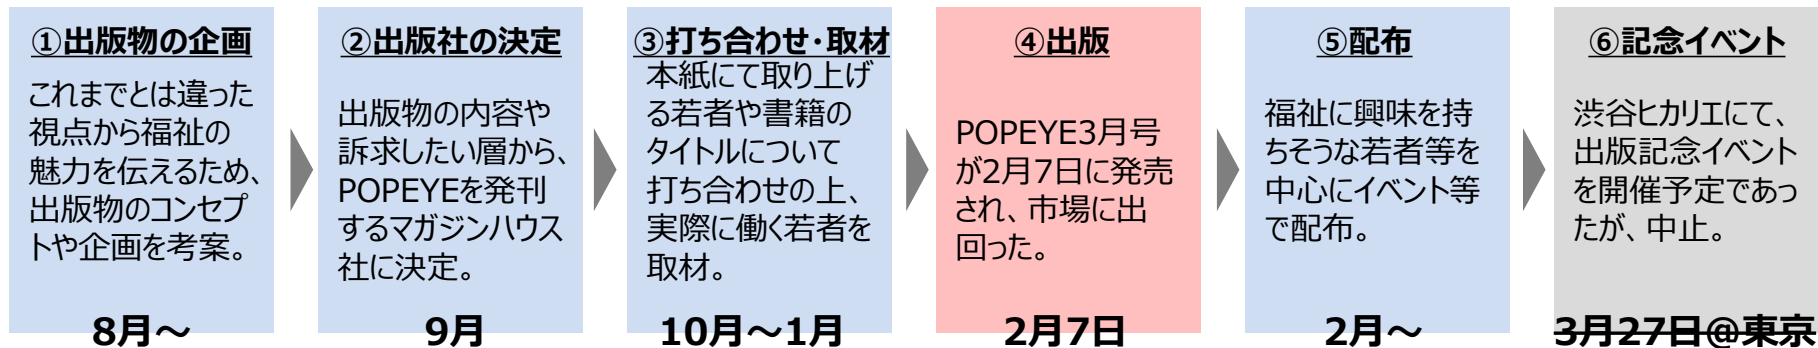 ①出版物の企画
これまでとは違った
視点から福祉の
魅力を伝えるため、
出版物のコンセプ
トや企画を考案。
8月～
②出版社の決定
出版物の内容や
訴求したい層から、
POPEYEを発刊
するマガジンハウス
社に決定。
9月
③打ち合わせ・取材
本紙にて取り上げ
る若者や書籍の
タイトルについて
打ち合わせの上、
実際に働く若者を
取材。
10月～1月
④出版
POPEYE3月号
が2月7日に発売
され、市場に出
回った。
2月7日
⑤配布
福祉に興味を持
ちそうな若者等を
中心にイベント等
で配布。
2月～
⑥記念イベント
渋谷ヒカリエにて、
出版記念イベント
を開催予定であっ
たが、中止。
3月27日@東京